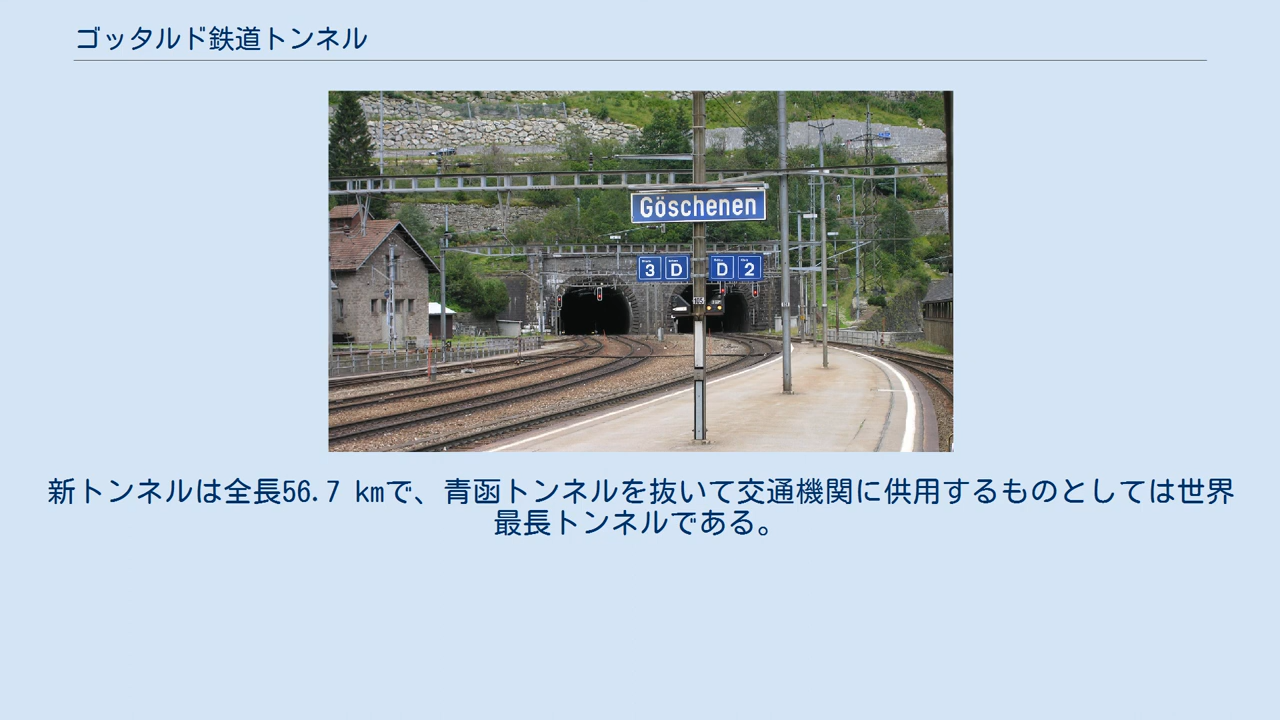 ゴッタルド鉄道トンネル
Göschenen
3 D D 2
新トンネルは全長56.7 kmで、青函トンネルを抜いて交通機関に供用するものとしては世界
最長トンネルである。